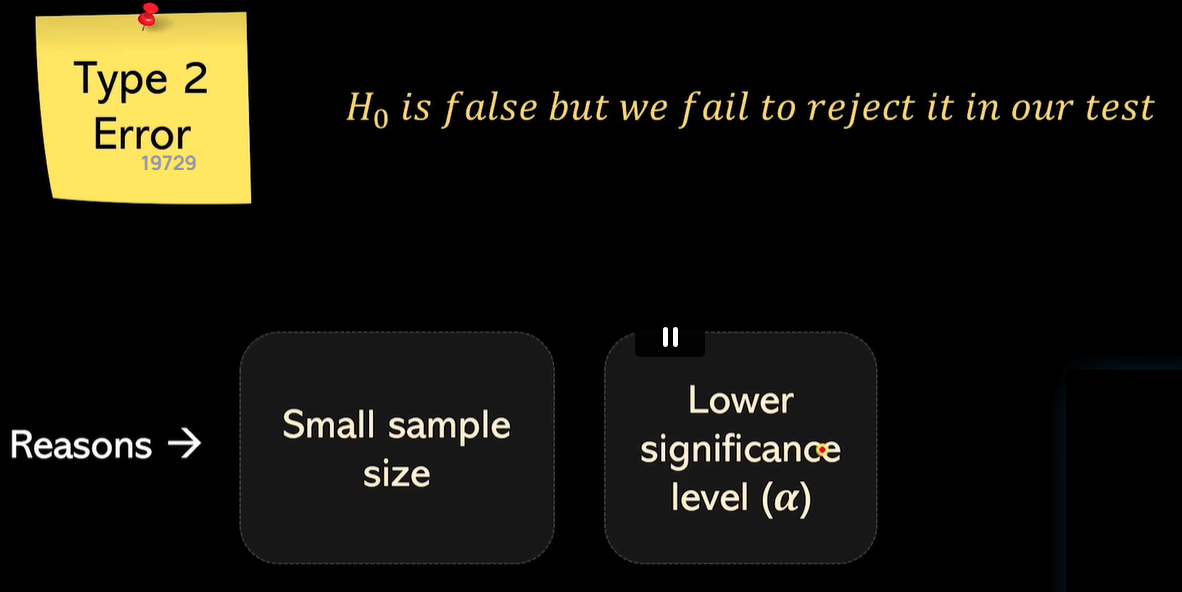 Type 2
Error
19729
H₀ is false but we fail to reject it in our test
Reasons →
Small sample
size
Lower
significance
level (α)